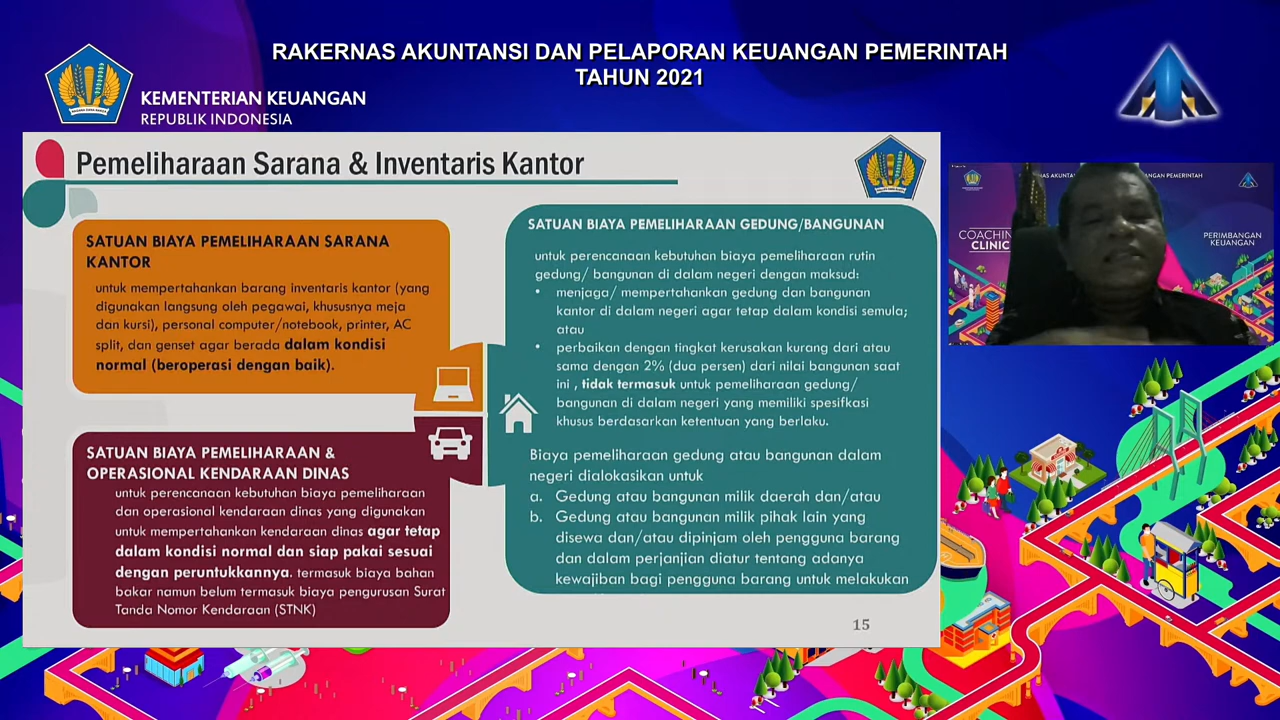 RAKERNAS AKUNTANSI DAN PELAPORAN KEUANGAN PEMERINTAH
TAHUN 2021
KEMENTERIAN KEUANGAN
REPUBLIK INDONESIA
Pemeliharaan Sarana & Inventaris Kantor
SATUAN BIAYA PEMELIHARAAN SARANA
KANTOR
untuk mempertahankan barang inventaris kantor (yang
digunakan langsung oleh pegawai, khususnya meja
dan kursi), personal computer/notebook, printer, AC
split, dan genset agar berada dalam kondisi
normal (beroperasi dengan baik).
SATUAN BIAYA PEMELIHARAAN &
OPERASIONAL KENDARAAN DINAS
untuk perencanaan kebutuhan biaya pemeliharaan
dan operasional kendaraan dinas yang digunakan
untuk mempertahankan kendaraan dinas agar tetap
dalam kondisi normal dan siap pakai sesuai
dengan peruntukkannya. termasuk biaya bahan
bakar namun belum termasuk biaya pengurusan Surat
Tanda Nomor Kendaraan (STNK)
SATUAN BIAYA PEMELIHARAAN GEDUNG/BANGUNAN
untuk perencanaan kebutuhan biaya pemeliharaan rutin
gedung/ bangunan di dalam negeri dengan maksud:
• menjaga/ mempertahankan gedung dan bangunan
kantor di dalam negeri agar tetap dalam kondisi semula;
atau
• perbaikan dengan tingkat kerusakan kurang dari atau
sama dengan 2% (dua persen) dari nilai bangunan saat
ini , tidak termasuk untuk pemeliharaan gedung/
bangunan di dalam negeri yang memiliki spesifkasi
khusus berdasarkan ketentuan yang berlaku.
Biaya pemeliharaan gedung atau bangunan dalam
negeri dialokasikan untuk
a. Gedung atau bangunan milik daerah dan/atau
b. Gedung atau bangunan milik pihak lain yang
disewa dan/atau dipinjam oleh pengguna barang
dan dalam perjanjian diatur tentang adanya
kewajiban bagi pengguna barang untuk melakukan
15
COACHING
CLINIC
PERIMBANGAN
KEUANGAN